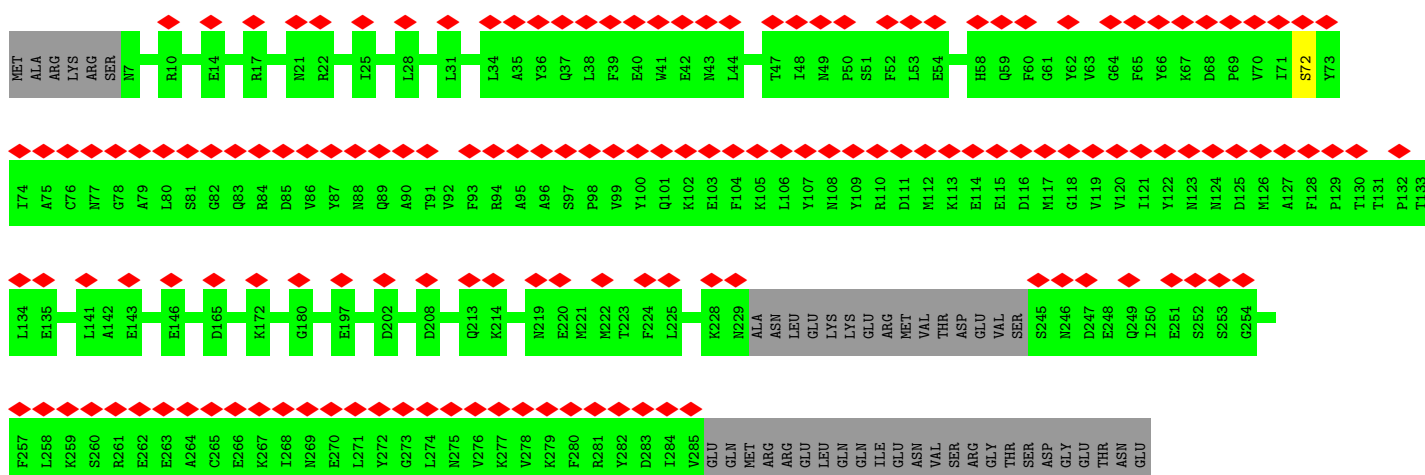 MET ALA ARG LYS ARG SER N7 R10 E14 R17 N21 R22 I25 L28 L31 L34 A35 Y36 Q37 L38 F39 E40 W41 E42 N43 L44 T47 I48 N49 P50 S51 F52 L53 E54 H58 Q59 F60 G61 Y62 V63 G64 F65 Y66 K67 D68 P69 V70 I71 S72 Y73
I74 A75 C76 N77 G78 A79 L80 S81 G82 Q83 R84 D85 V86 Y87 N88 Q89 A90 T91 V92 F93 R94 A95 A96 S97 P98 V99 Y100 Q101 K102 E103 F104 K105 L106 Y107 N108 Y109 R110 D111 M112 K113 E114 E115 D116 M117 G118 V119 V120 I121 Y122 N123 N124 D125 M126 A127 F128 P129 T130 T131 P132 T133
L134 E135 L141 A142 E143 E146 D165 K172 G180 E197 D202 D208 Q213 K214 N219 E220 M221 M222 T223 F224 L225 K228 N229 ALA ASN LEU GLU LYS LYS GLU ARG MET VAL THR ASP GLU VAL SER S245 N246 D247 E248 Q249 I250 E251 S252 S253 G254
F257 L258 K259 S260 R261 E262 E263 A264 C265 E266 K267 I268 N269 E270 L271 Y272 G273 L274 N275 V276 K277 V278 K279 F280 R281 Y282 D283 I284 V285 GLU GLN MET ARG ARG GLU LEU GLN GLN ILE GLU ASN VAL SER ARG GLY THR SER ASP GLY GLU THR ASN GLU